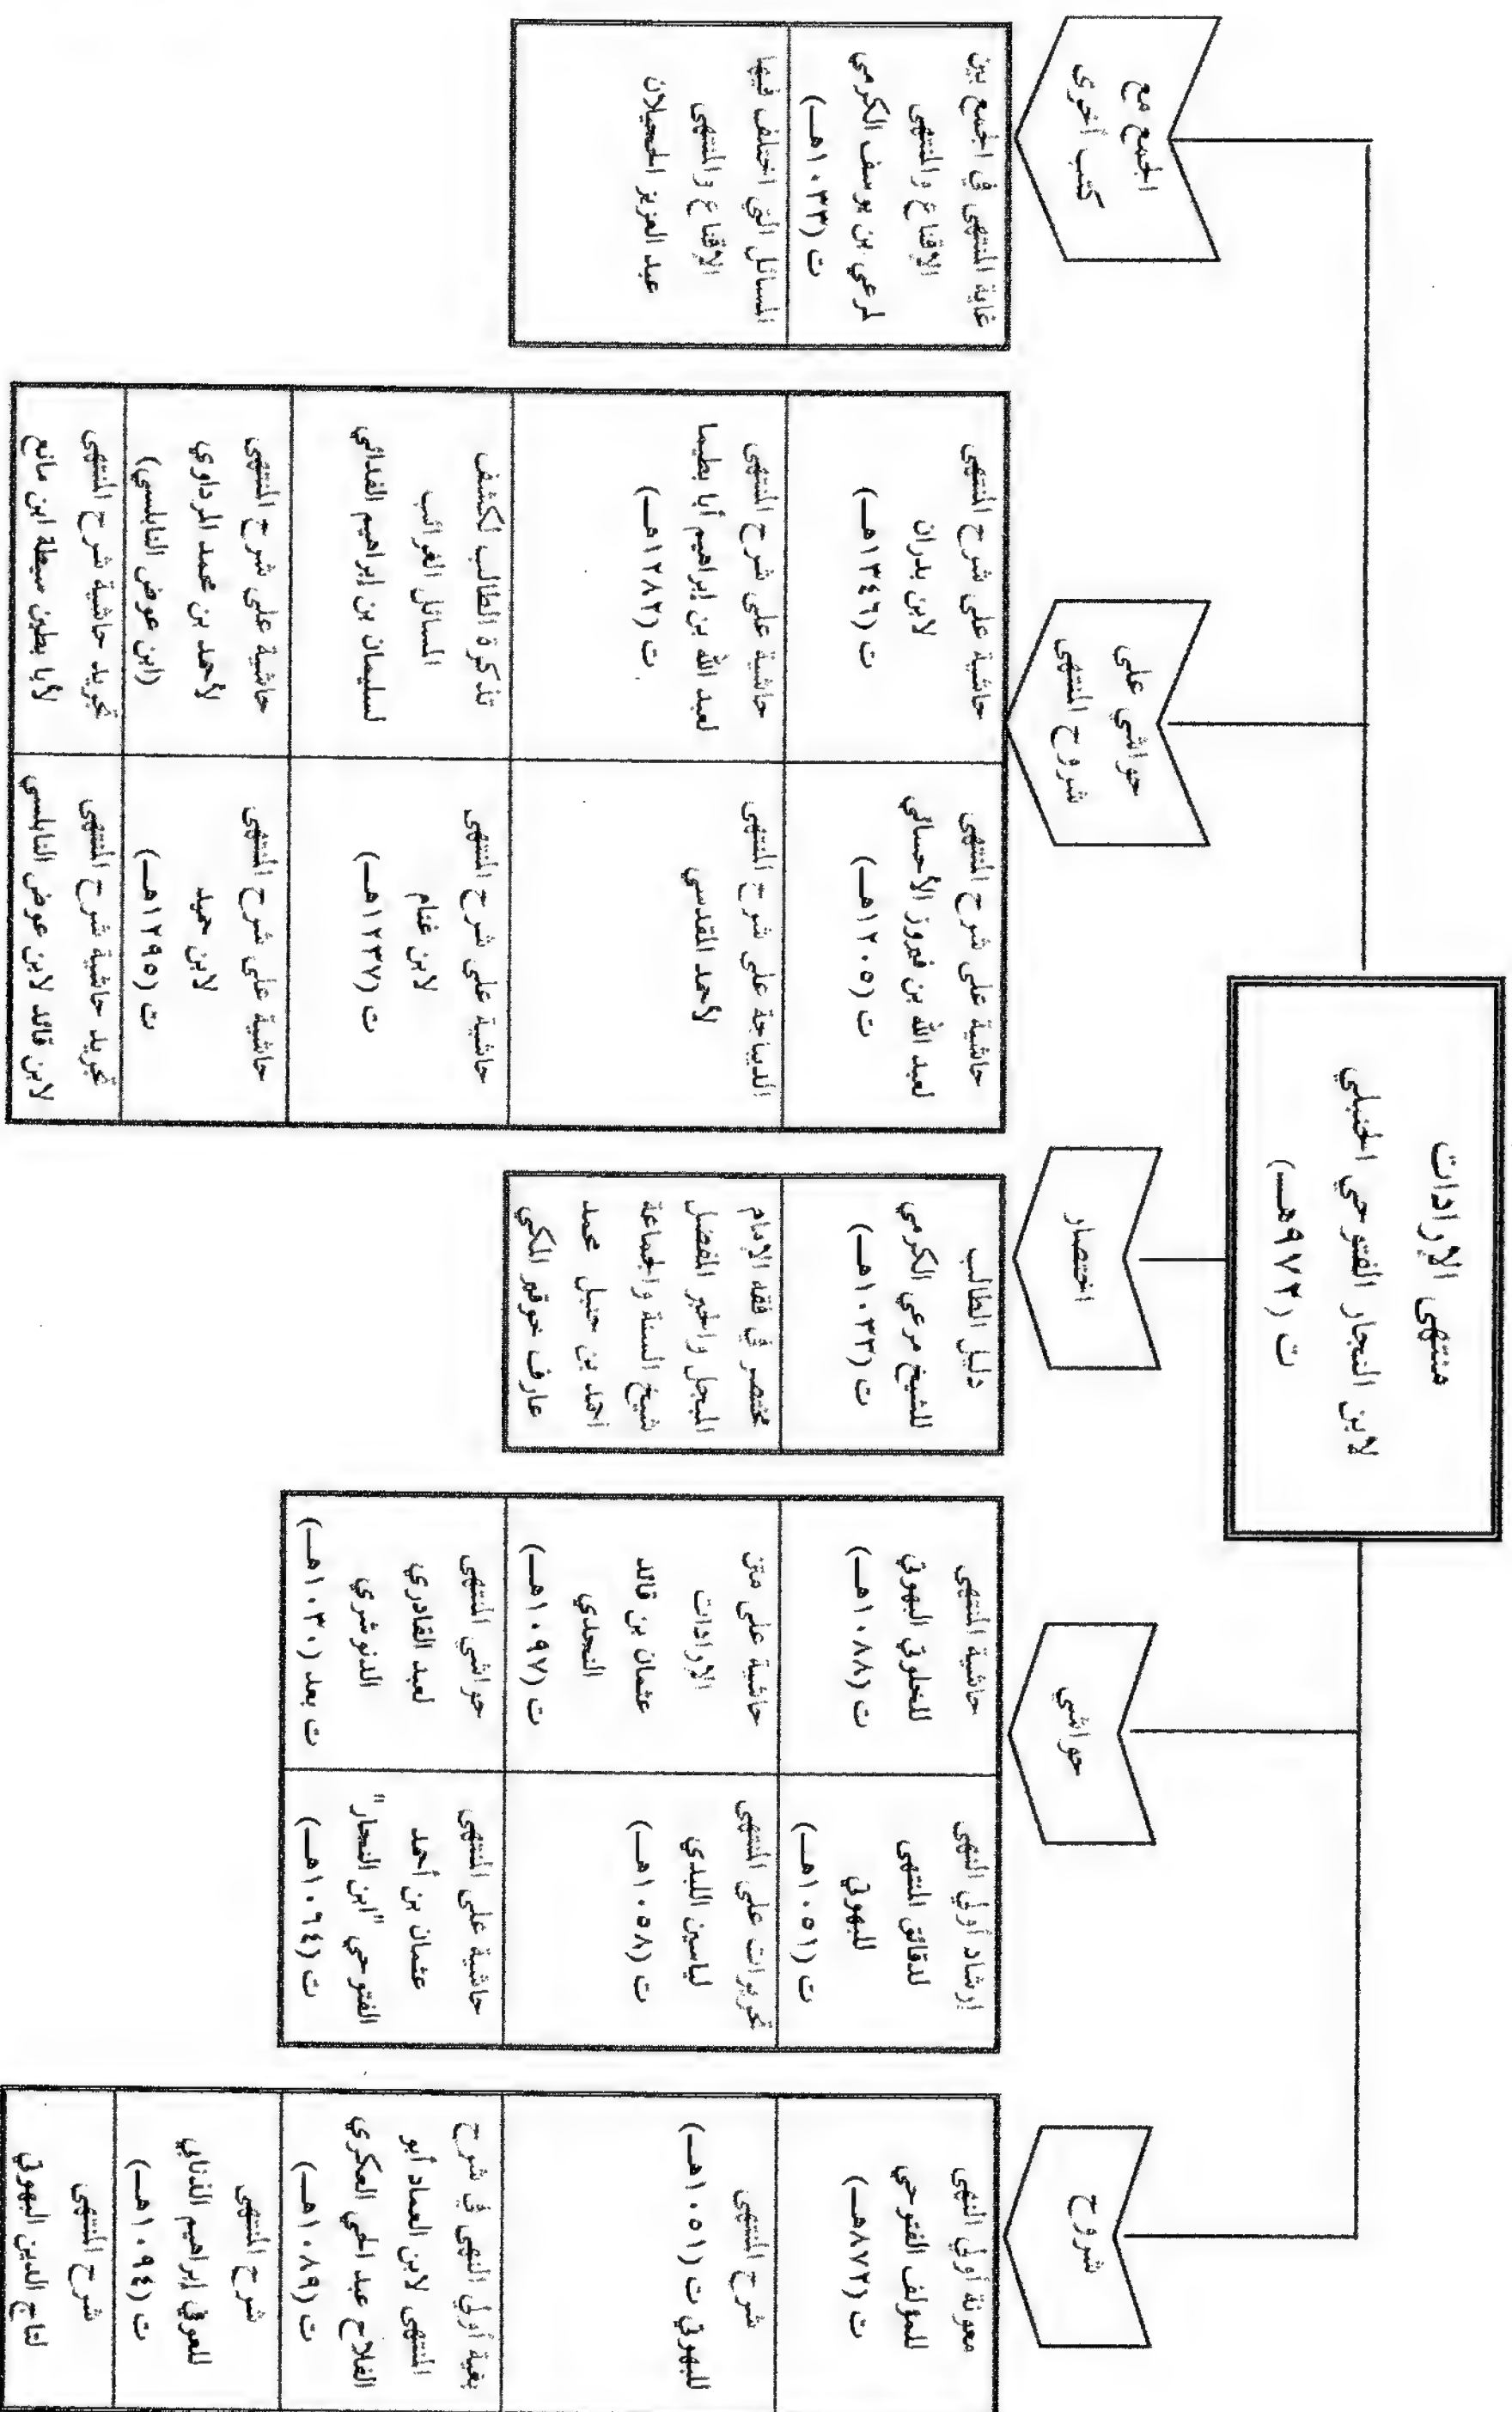 منتهى الإرادات
لابن النجار الفتوحي الحنبلي
ت (٩٧٢هـ)
شروح
معونة أولي النهى
للمؤلف الفتوحي
ت (٨٧٢هـ)
شرح المنتهى
للبهوتي ت (١٠٥١هـ)
بغية أولي النهى في شرح
المنتهى لابن العماد أبو
الفلاح عبد الحي العكري
ت (١٠٨٩هـ)
شرح المنتهى
للعوفي إبراهيم الذنابي
ت (١٠٩٤هـ)
شرح المنتهى
لتاج الدين البهوتي
حواشي
إرشاد أولي النهى
لدقائق المنتهى
للبهوتي
ت (١٠٥١هـ)
حاشية المنتهى
للخلوتي البهوتي
ت (١٠٨٨هـ)
تحريرات على المنتهى
لياسين اللبدي
ت (١٠٥٨هـ)
حاشية على متن
الإرادات
عثمان بن قائد
النجدي
ت (١٠٩٧هـ)
حاشية على المنتهى
عثمان بن أحمد
الفتوحي "ابن النجار"
ت (١٠٦٤هـ)
حواشي المنتهى
لعبد القادري
الدنوشري
ت بعد (١٠٣٠هـ)
اختصار
دليل الطالب
للشيخ مرعي الكرمي
ت (١٠٣٣هـ)
مختصر في فقه الإمام
المبجل والحبر المفضل
شيخ السنة والجماعة
أحمد بن حنبل محمد
عارف خوقير المكي
حواشي على
شروح المنتهى
حاشية على شرح المنتهى
لعبد الله بن فيروز الأحسائي
ت (١٢٠٥هـ)
حاشية على شرح المنتهى
لابن بدران
ت (١٣٤٦هـ)
الديباجة على شرح المنتهى
لأحمد المقدسي
حاشية على شرح المنتهى
لعبد الله بن إبراهيم أبا بطيما
ت (١٢٨٢هـ)
حاشية على شرح المنتهى
لابن غنام
ت (١٢٣٧هـ)
تذكرة الطالب لكشف
المسائل الغرائب
لسليمان بن إبراهيم الفدائي
حاشية على شرح المنتهى
لابن حميد
ت (١٢٩٥هـ)
حاشية على شرح المنتهى
لأحمد بن محمد المرداوي
(ابن عوض النابلسي)
تجريد حاشية شرح المنتهى
لابن قائد لابن عوض النابلسي
تجريد حاشية شرح المنتهى
لأبا بطين سبطة ابن مانع
الجمع مع
كتب أخرى
غاية المنتهى في الجمع بين
الإقناع والمنتهى
لمرعي بن يوسف الكرمي
ت (١٠٣٣هـ)
المسائل التي اختلف فيها
الإقناع والمنتهى
عبد العزيز الحجيلان